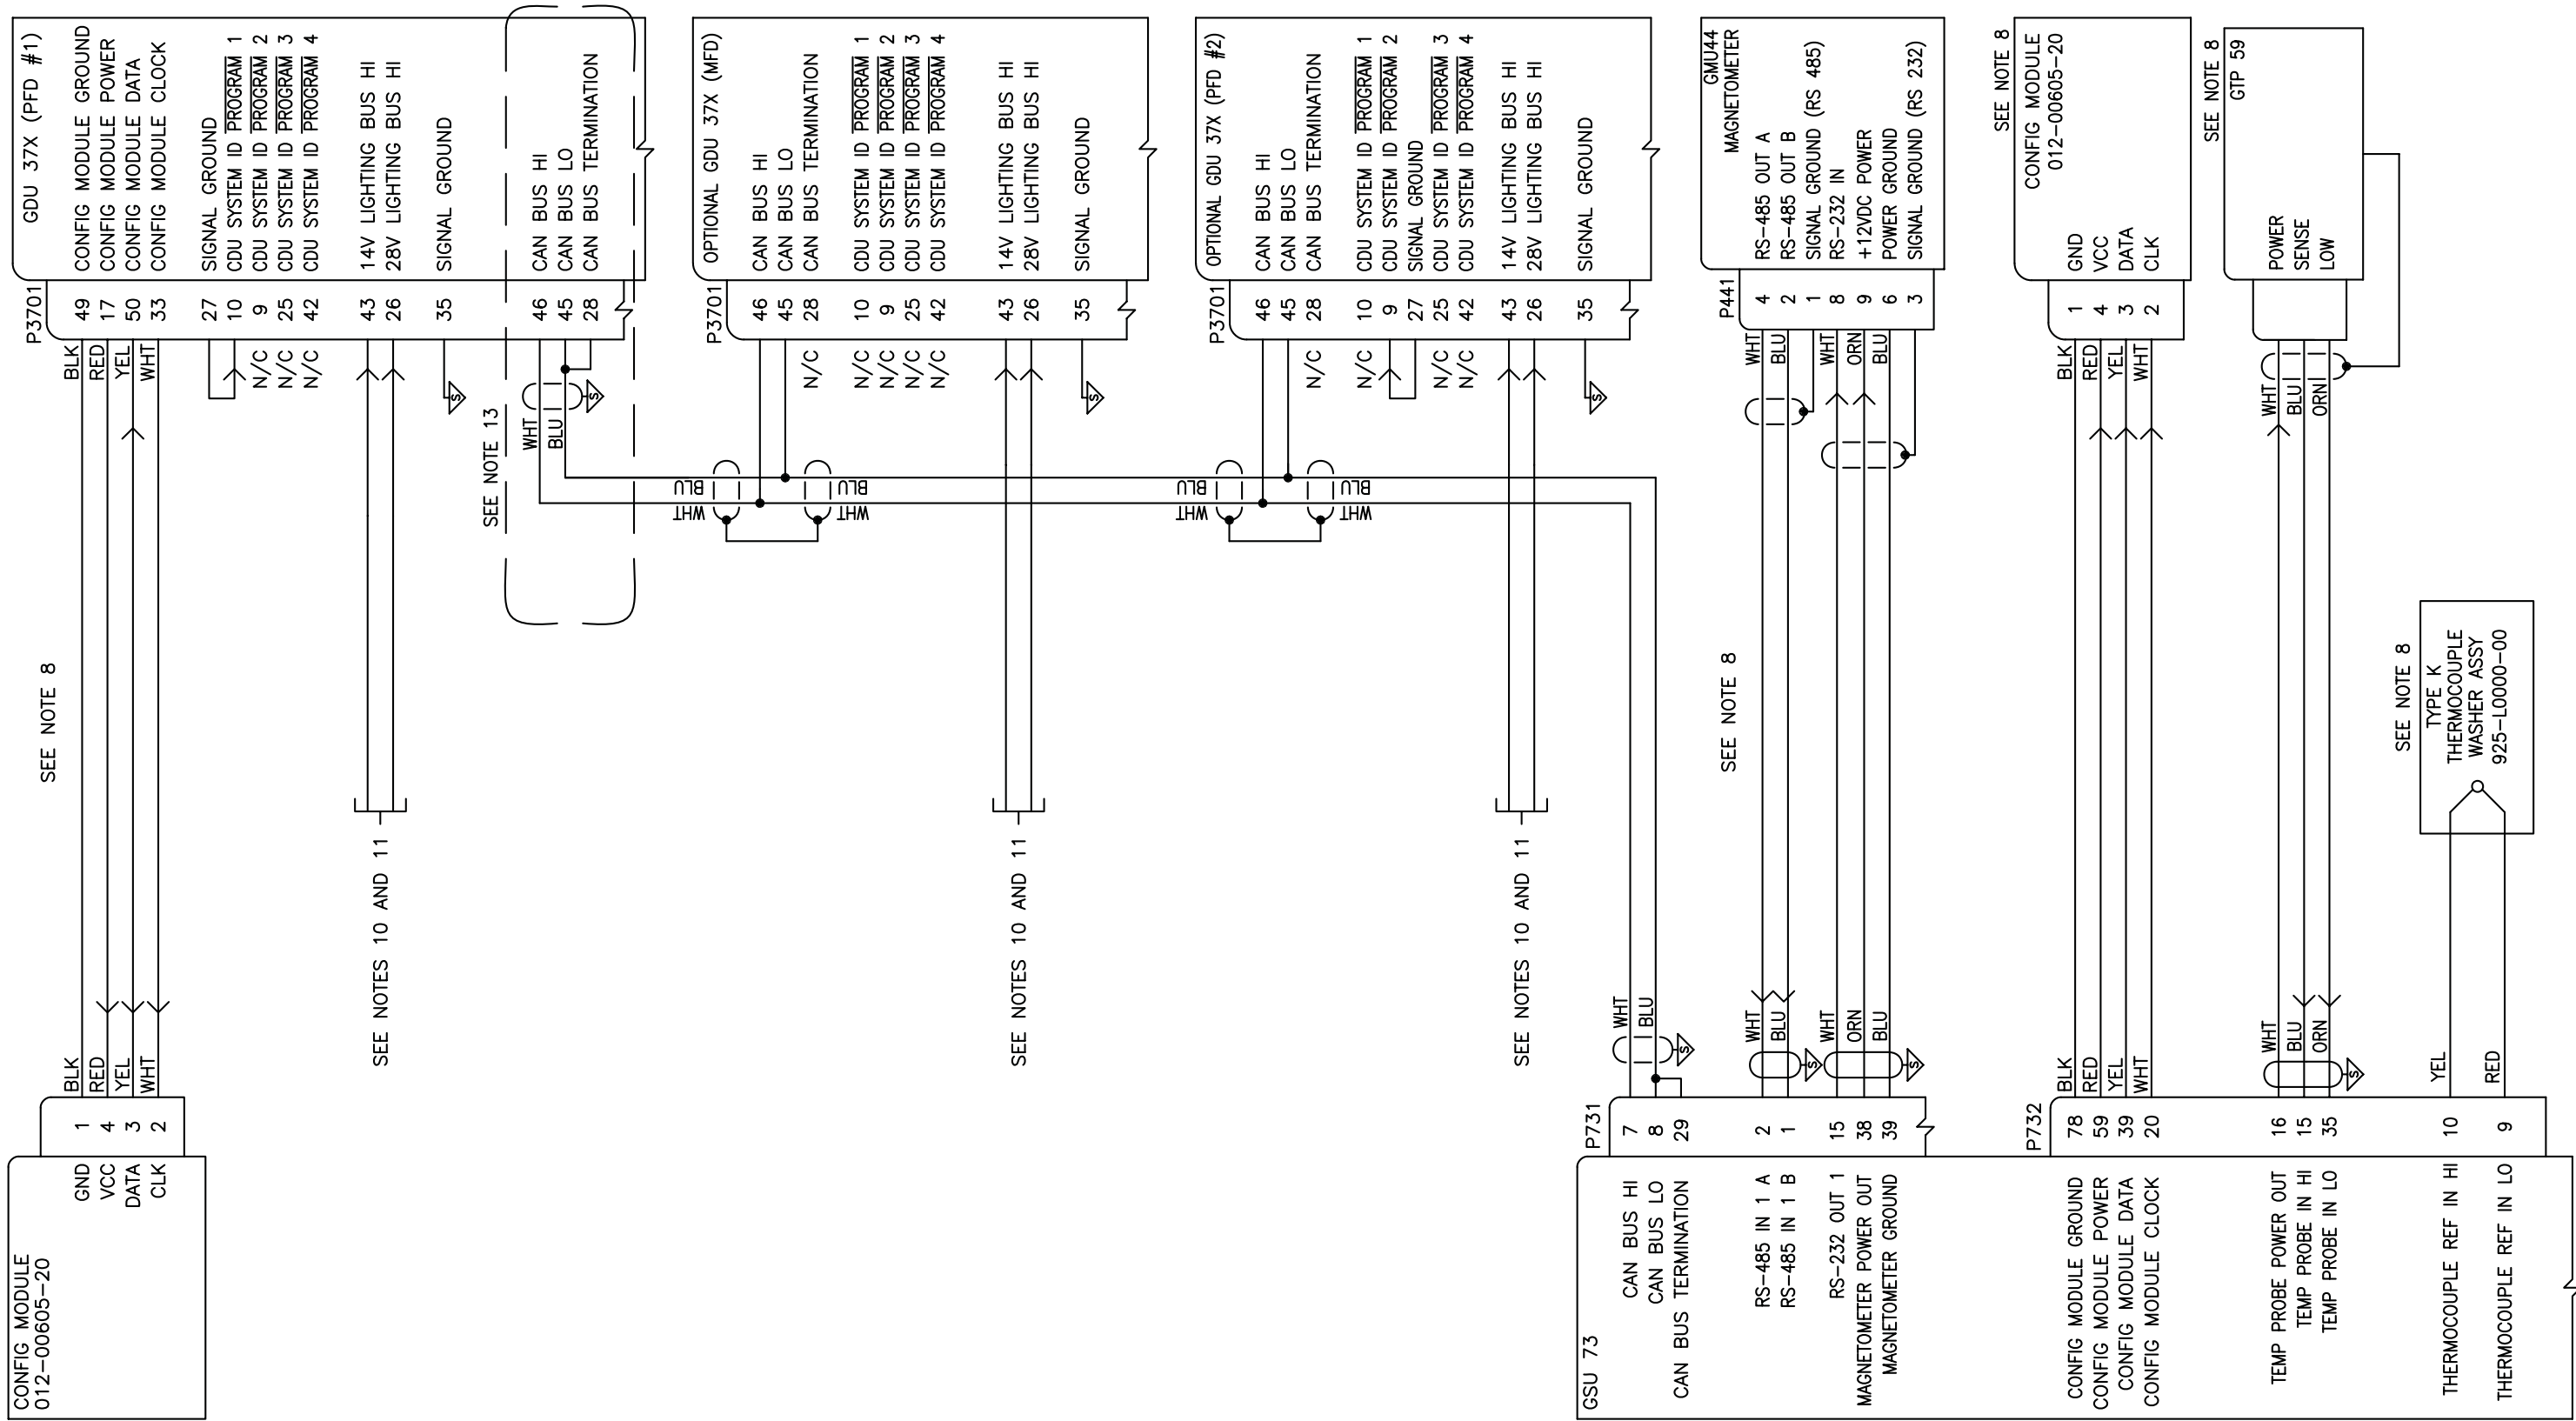 GDU 37X (PFD #1)
CONFIG MODULE GROUND
CONFIG MODULE POWER
CONFIG MODULE DATA
CONFIG MODULE CLOCK
SIGNAL GROUND
CDU SYSTEM ID PROGRAM 1
CDU SYSTEM ID PROGRAM 2
CDU SYSTEM ID PROGRAM 3
CDU SYSTEM ID PROGRAM 4
14V LIGHTING BUS HI
28V LIGHTING BUS HI
SIGNAL GROUND
CAN BUS HI
CAN BUS LO
CAN BUS TERMINATION
P3701
49
17
50
33
27
10
9
25
42
43
26
35
46
45
28
BLK
RED
YEL
WHT
N/C
N/C
N/C
S
WHT
BLU
S
SEE NOTE 13
SEE NOTE 8
SEE NOTES 10 AND 11
BLK
RED
YEL
WHT
1
4
3
2
GND
VCC
DATA
CLK
CONFIG MODULE
012-00605-20
OPTIONAL GDU 37X (MFD)
CAN BUS HI
CAN BUS LO
CAN BUS TERMINATION
CDU SYSTEM ID PROGRAM 1
CDU SYSTEM ID PROGRAM 2
CDU SYSTEM ID PROGRAM 3
CDU SYSTEM ID PROGRAM 4
14V LIGHTING BUS HI
28V LIGHTING BUS HI
SIGNAL GROUND
P3701
46
45
28
10
9
25
42
43
26
35
N/C
N/C
N/C
N/C
N/C
S
BLU
WHT
BLU
WHT
SEE NOTES 10 AND 11
OPTIONAL GDU 37X (PFD #2)
CAN BUS HI
CAN BUS LO
CAN BUS TERMINATION
CDU SYSTEM ID PROGRAM 1
CDU SYSTEM ID PROGRAM 2
SIGNAL GROUND
CDU SYSTEM ID PROGRAM 3
CDU SYSTEM ID PROGRAM 4
14V LIGHTING BUS HI
28V LIGHTING BUS HI
SIGNAL GROUND
P3701
46
45
28
10
9
27
25
42
43
26
35
N/C
N/C
N/C
N/C
S
BLU
WHT
BLU
WHT
SEE NOTES 10 AND 11
GMU44
MAGNETOMETER
RS-485 OUT A
RS-485 OUT B
SIGNAL GROUND (RS 485)
RS-232 IN
+12VDC POWER
POWER GROUND
SIGNAL GROUND (RS 232)
P441
4
2
1
8
9
6
3
WHT
BLU
WHT
ORN
BLU
SEE NOTE 8
SEE NOTE 8
CONFIG MODULE
012-00605-20
GND
VCC
DATA
CLK
1
4
3
2
BLK
RED
YEL
WHT
SEE NOTE 8
GTP 59
POWER
SENSE
LOW
WHT
BLU
ORN
SEE NOTE 8
TYPE K
THERMOCOUPLE
WASHER ASSY
925-L0000-00
WHT
BLU
S
WHT
BLU
S
WHT
ORN
BLU
S
BLK
RED
YEL
WHT
WHT
BLU
ORN
S
YEL
RED
P731
7
8
29
2
1
15
38
39
P732
78
59
39
20
16
15
35
10
9
GSU 73
CAN BUS HI
CAN BUS LO
CAN BUS TERMINATION
RS-485 IN 1 A
RS-485 IN 1 B
RS-232 OUT 1
MAGNETOMETER POWER OUT
MAGNETOMETER GROUND
CONFIG MODULE GROUND
CONFIG MODULE POWER
CONFIG MODULE DATA
CONFIG MODULE CLOCK
TEMP PROBE POWER OUT
TEMP PROBE IN HI
TEMP PROBE IN LO
THERMOCOUPLE REF IN HI
THERMOCOUPLE REF IN LO